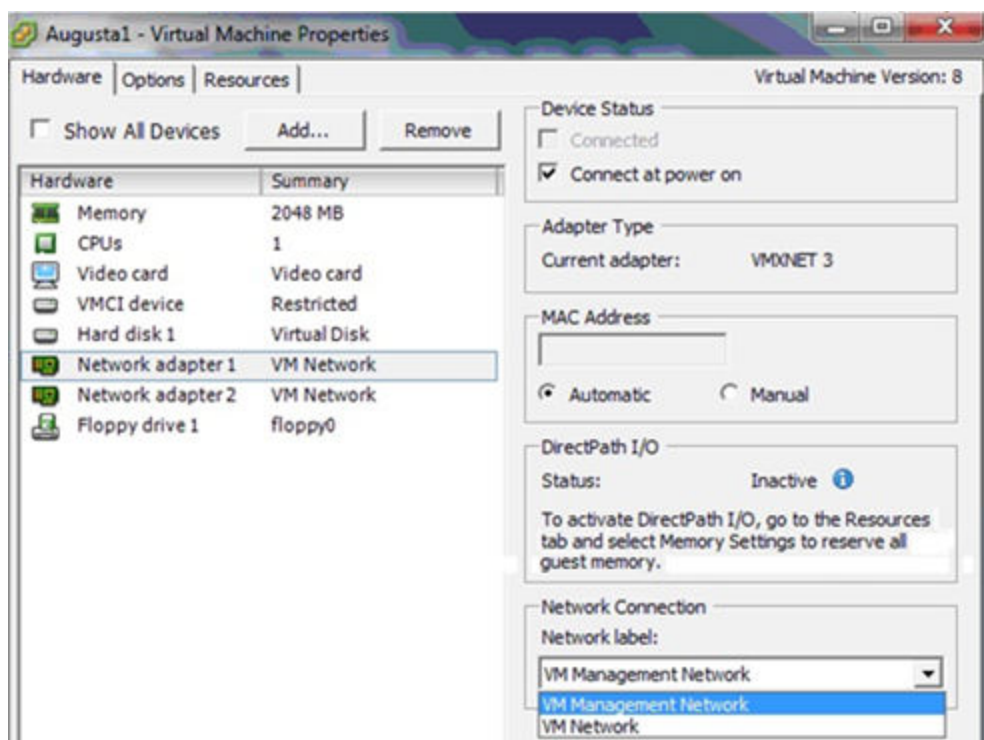 Augusta1 - Virtual Machine Properties
Hardware Options Resources
Virtual Machine Version: 8
Show All Devices Add... Remove
Hardware Summary
Memory 2048 MB
CPUs 1
Video card Video card
VMCI device Restricted
Hard disk 1 Virtual Disk
Network adapter 1 VM Network
Network adapter 2 VM Network
Floppy drive 1 floppy0
Device Status
Connected
Connect at power on
Adapter Type
Current adapter: VMXNET 3
MAC Address
Automatic Manual
DirectPath I/O
Status: Inactive
To activate DirectPath I/O, go to the Resources
tab and select Memory Settings to reserve all
guest memory.
Network Connection
Network label:
VM Management Network
VM Management Network
VM Network